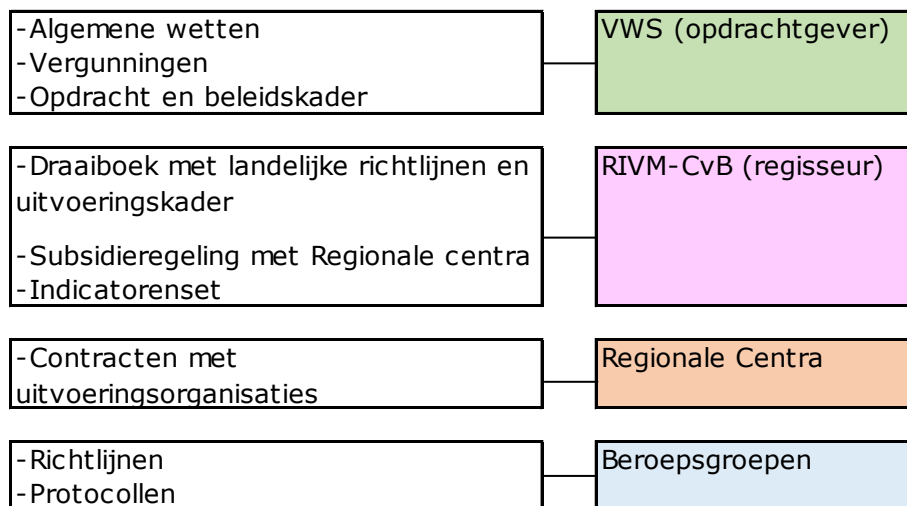 -Algemene wetten
-Vergunningen
-Opdracht en beleidskader
VWS (opdrachtgever)
-Draaiboek met landelijke richtlijnen en
uitvoeringskader
-Subsidieregeling met Regionale centra
-Indicatorenset
RIVM-CvB (regisseur)
-Contracten met
uitvoeringsorganisaties
Regionale Centra
-Richtlijnen
-Protocollen
Beroepsgroepen